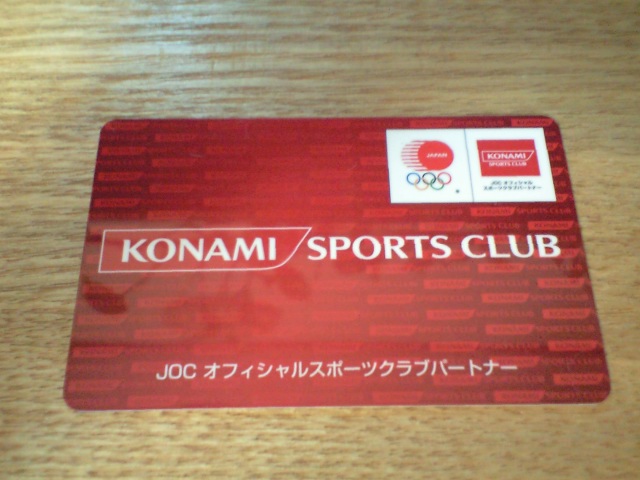 JAPAN
KONAMI
SPORTS CLUB
JOC オフィシャル
スポーツクラブパートナー
KONAMI SPORTS CLUB
JOC オフィシャルスポーツクラブパートナー